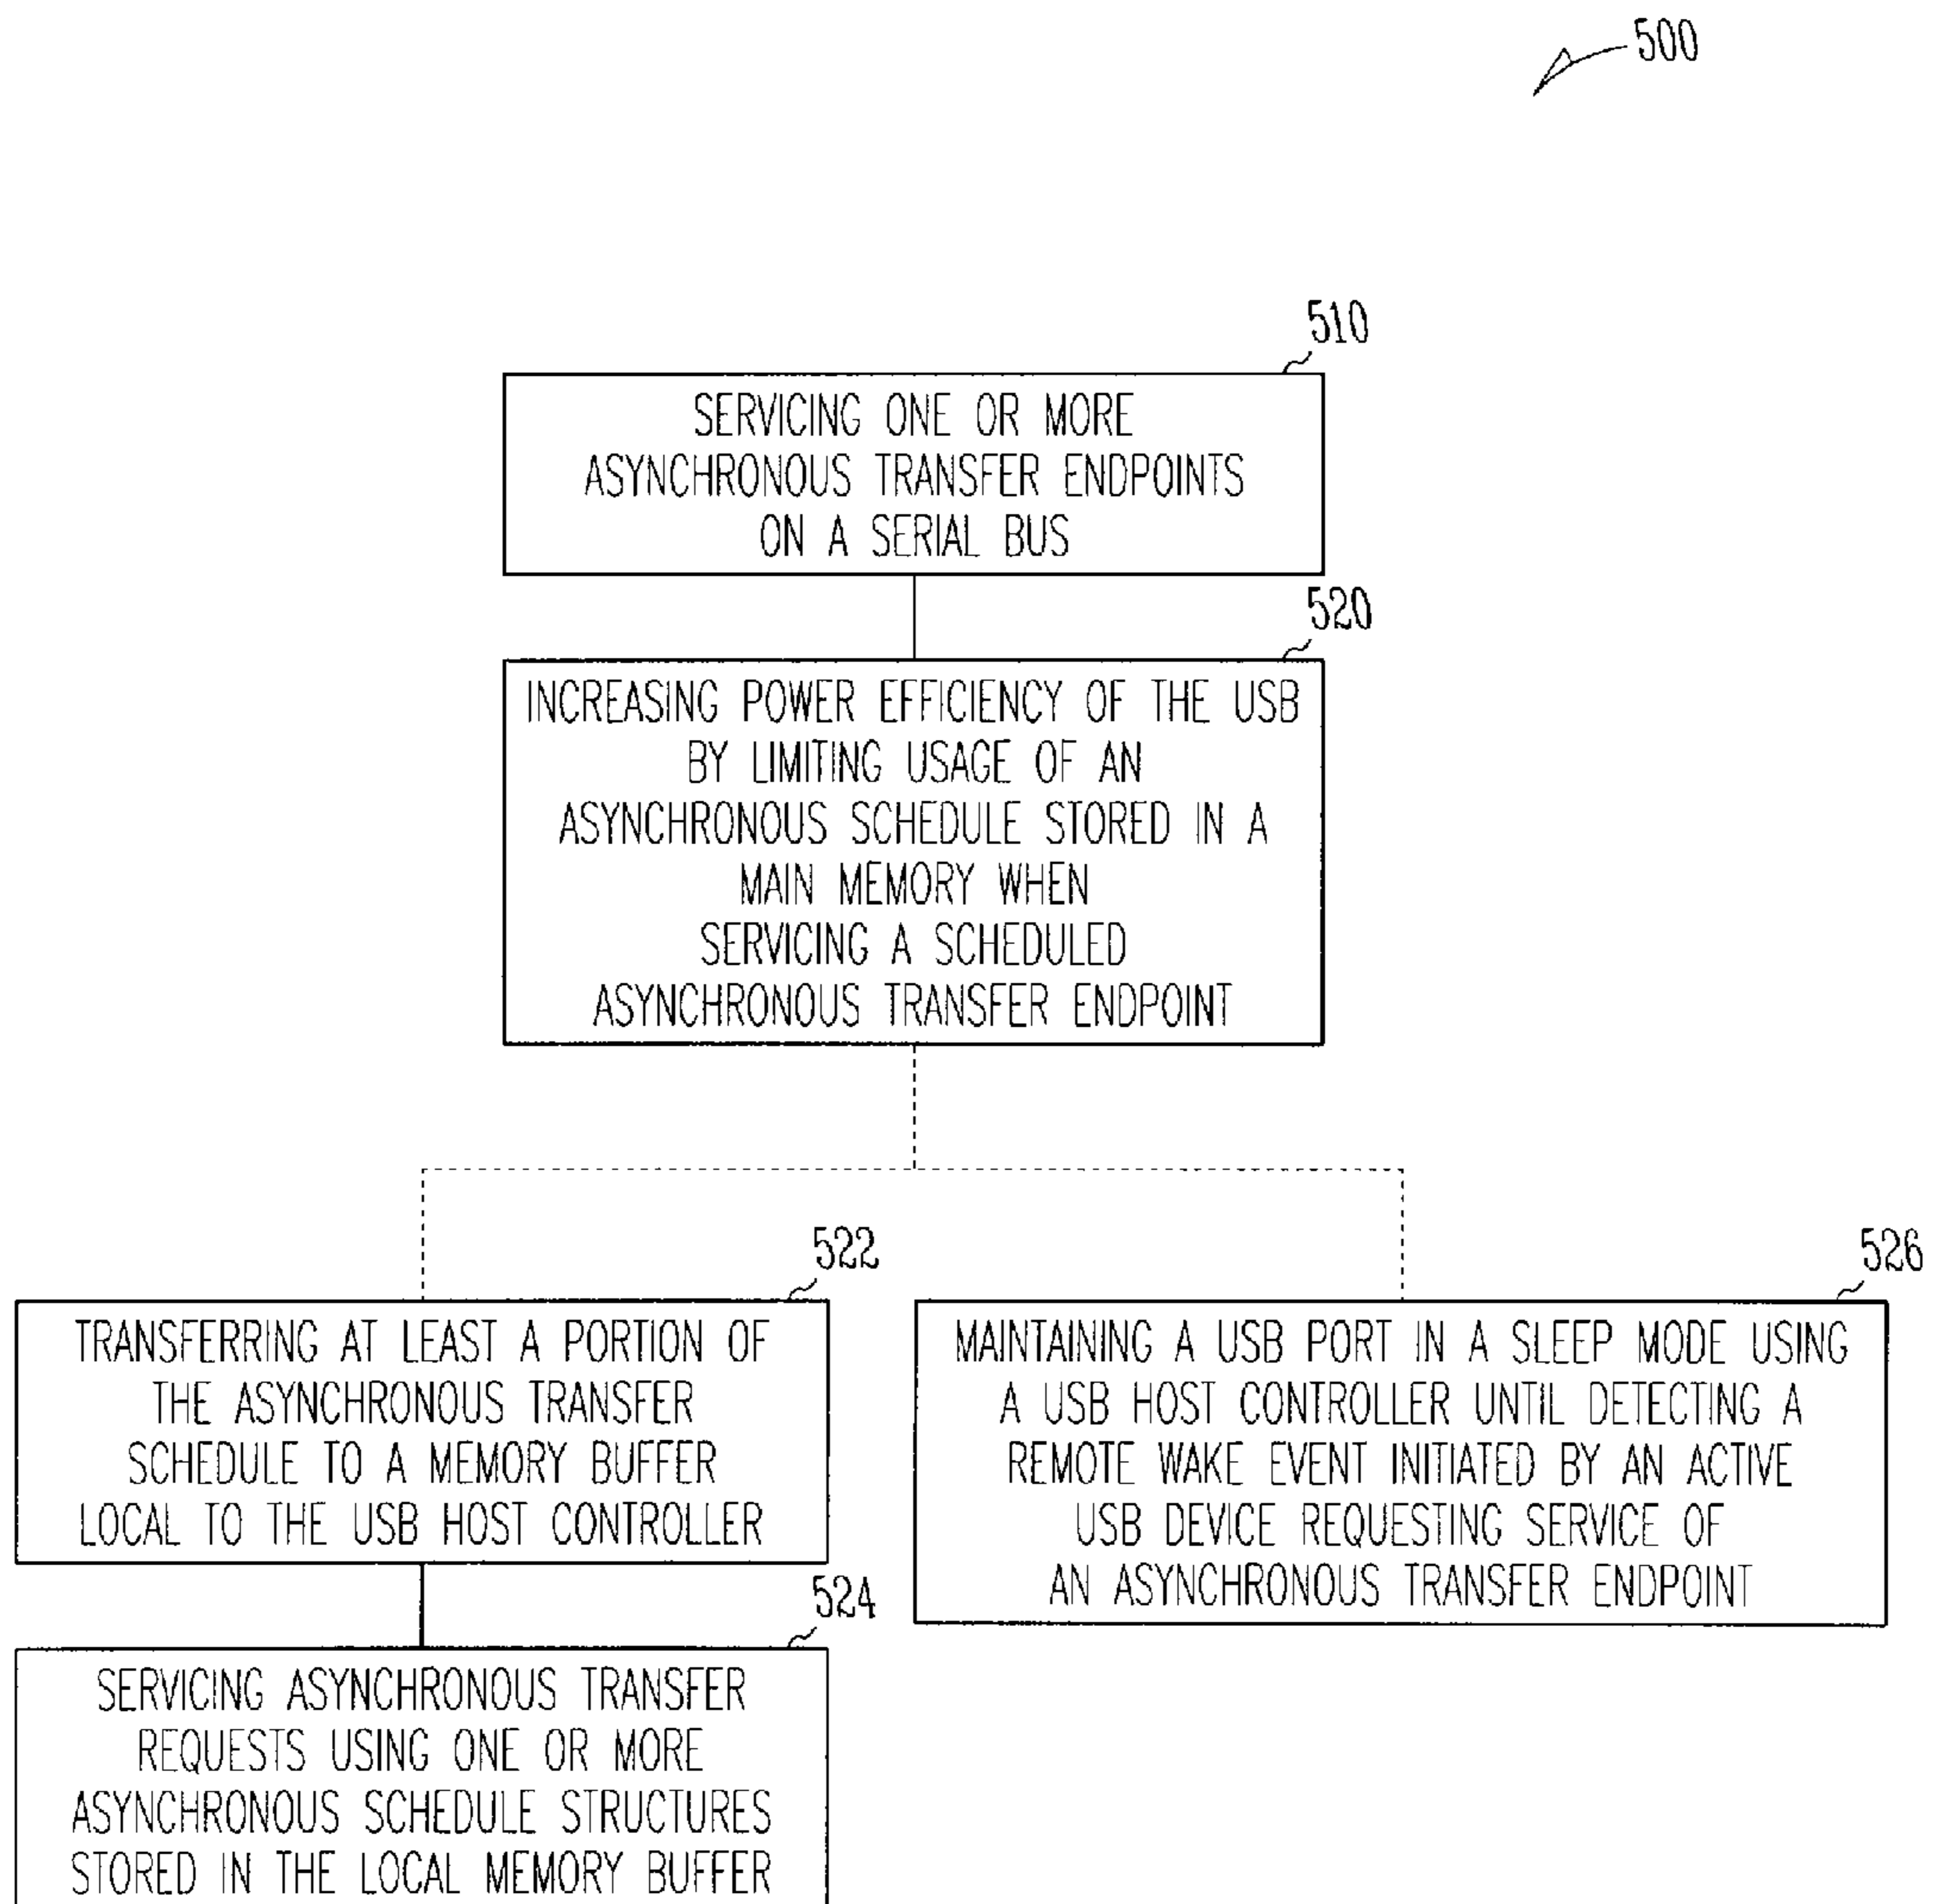 500
510
SERVICING ONE OR MORE
ASYNCHRONOUS TRANSFER ENDPOINTS
ON A SERIAL BUS
520
INCREASING POWER EFFICIENCY OF THE USB
BY LIMITING USAGE OF AN
ASYNCHRONOUS SCHEDULE STORED IN A
MAIN MEMORY WHEN
SERVICING A SCHEDULED
ASYNCHRONOUS TRANSFER ENDPOINT
522
TRANSFERRING AT LEAST A PORTION OF
THE ASYNCHRONOUS TRANSFER
SCHEDULE TO A MEMORY BUFFER
LOCAL TO THE USB HOST CONTROLLER
524
SERVICING ASYNCHRONOUS TRANSFER
REQUESTS USING ONE OR MORE
ASYNCHRONOUS SCHEDULE STRUCTURES
STORED IN THE LOCAL MEMORY BUFFER
526
MAINTAINING A USB PORT IN A SLEEP MODE USING
A USB HOST CONTROLLER UNTIL DETECTING A
REMOTE WAKE EVENT INITIATED BY AN ACTIVE
USB DEVICE REQUESTING SERVICE OF
AN ASYNCHRONOUS TRANSFER ENDPOINT